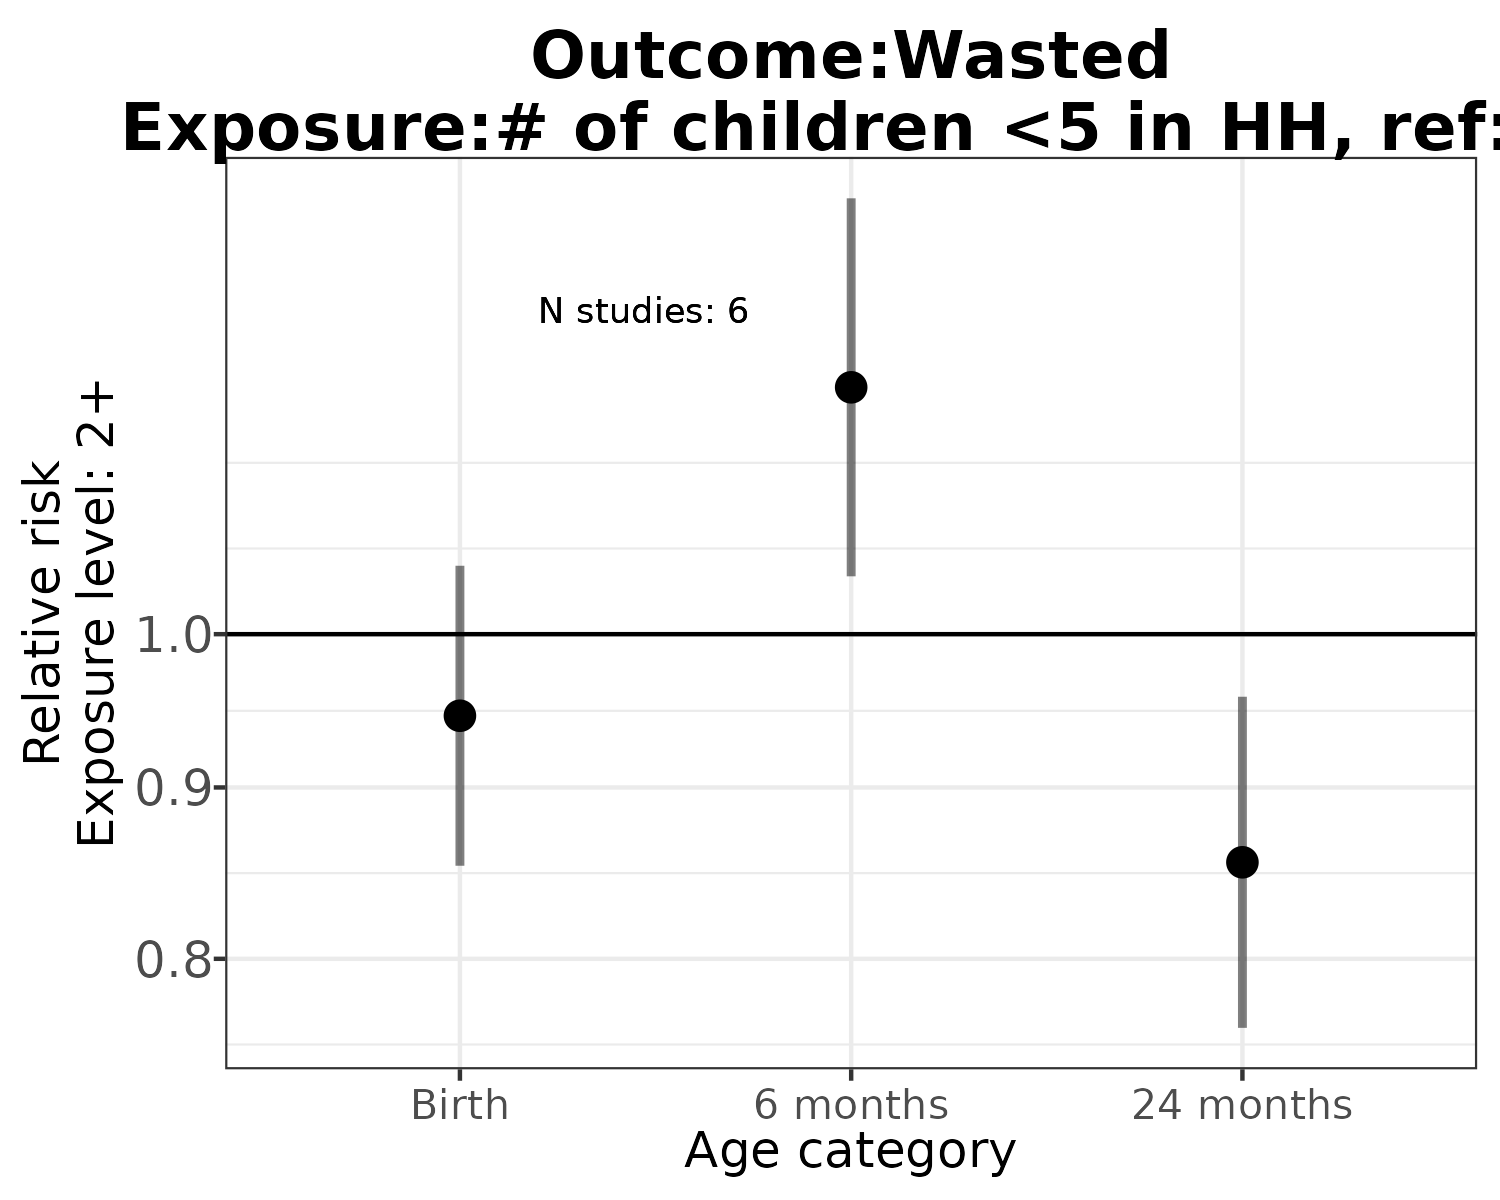 Outcome:Wasted
Exposure:# of children <5 in HH, ref:
N studies: 6
Relative risk
Exposure level: 2+
1.0
0.9
0.8
Birth
6 months
24 months
Age category